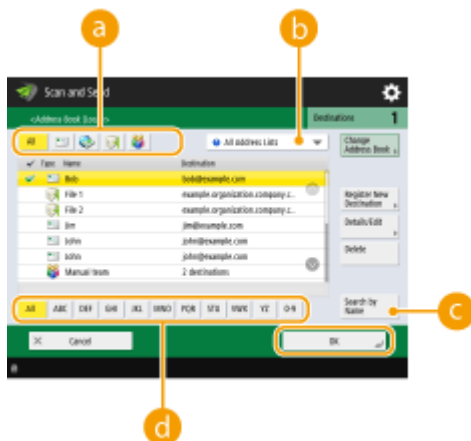 a
b
Scan and Send
<Address Book (Local)>
Destinations 1
All
All Address Lists
Change Address Book
Type Name Destination
Bob bob@example.com
File 1 example.organization.company.c...
File 2 example.organization.company.c...
Jim jim@example.com
John john@example.com
John john@example.com
Manual team 2 destinations
Register New Destination
Details/Edit
Delete
All ABC DEF GHI JKL MNO PQR STU VWX YZ 0-9
Search by Name
c
× Cancel
OK
d